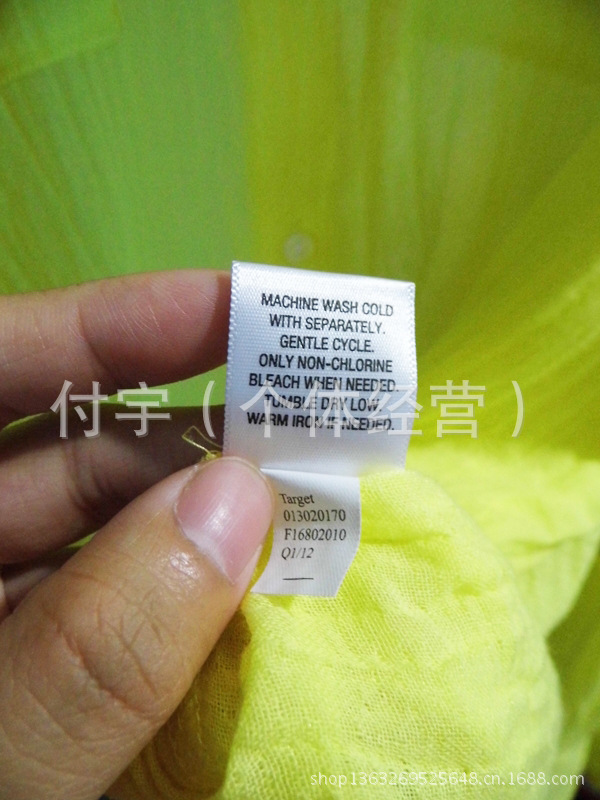 MACHINE WASH COLD
WITH SEPARATELY.
GENTLE CYCLE.
ONLY NON-CHLORINE
BLEACH WHEN NEEDED.
TUMBLE DRY LOW.
WARM IRON IF NEEDED.
付宇（个体经营）
Target
013020170
F16802010
Q1/12
shop1363269525648.cn.1688.com